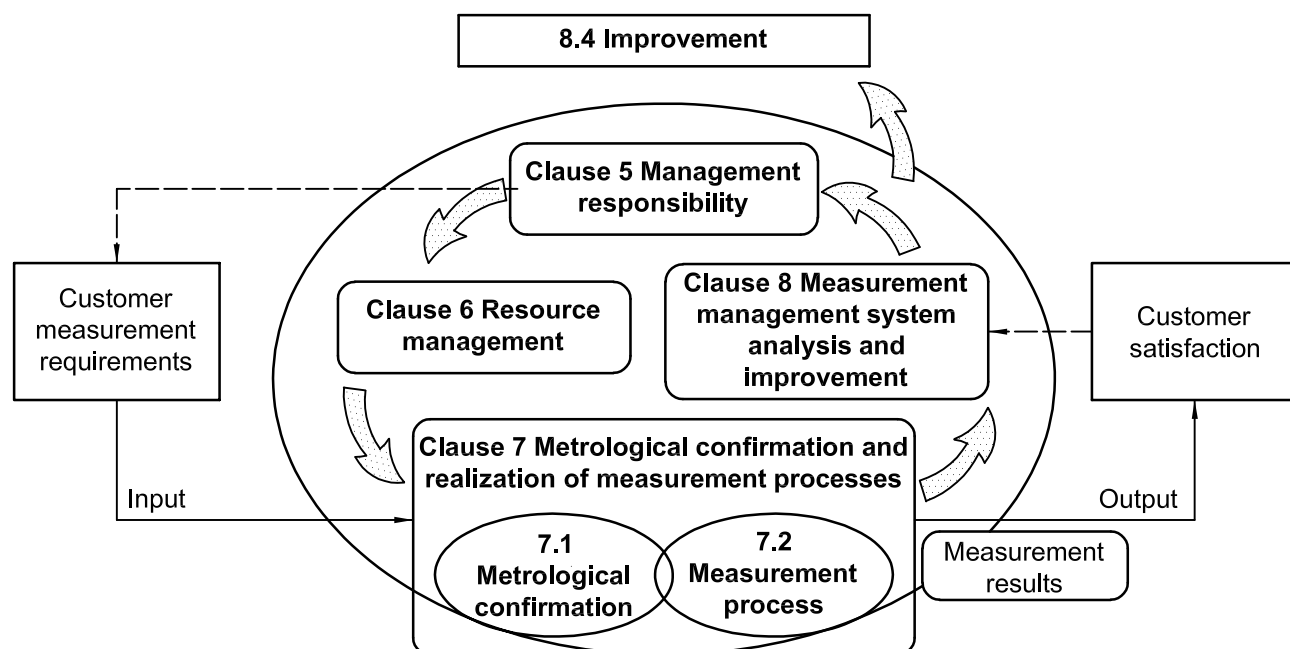 8.4 Improvement
Clause 5 Management
responsibility
Customer
measurement
requirements
Clause 6 Resource
management
Clause 8 Measurement
management system
analysis and
improvement
Customer
satisfaction
Clause 7 Metrological confirmation and
realization of measurement processes
Input
Output
7.1
Metrological
confirmation
7.2
Measurement
process
Measurement
results